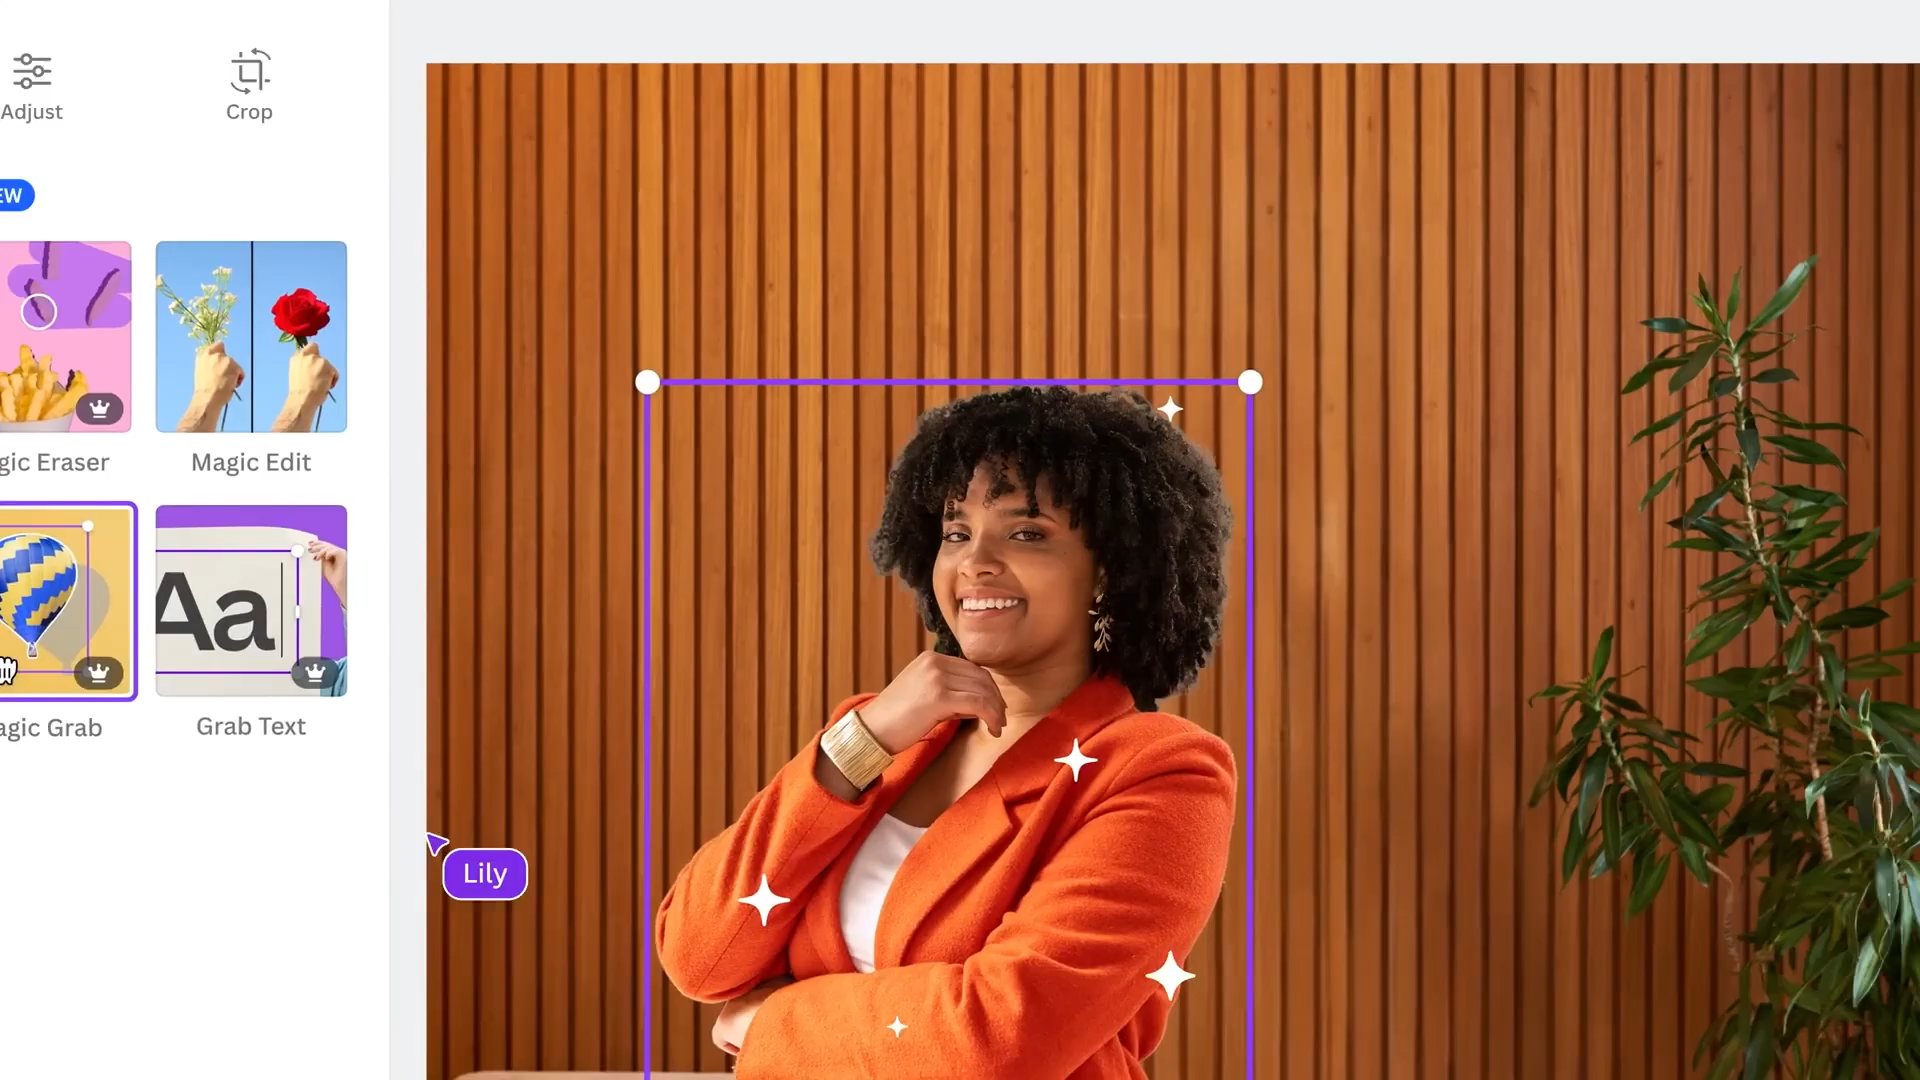 Adjust
Crop
EW
gic Eraser
Magic Edit
Aa
agic Grab
Grab Text
Lily